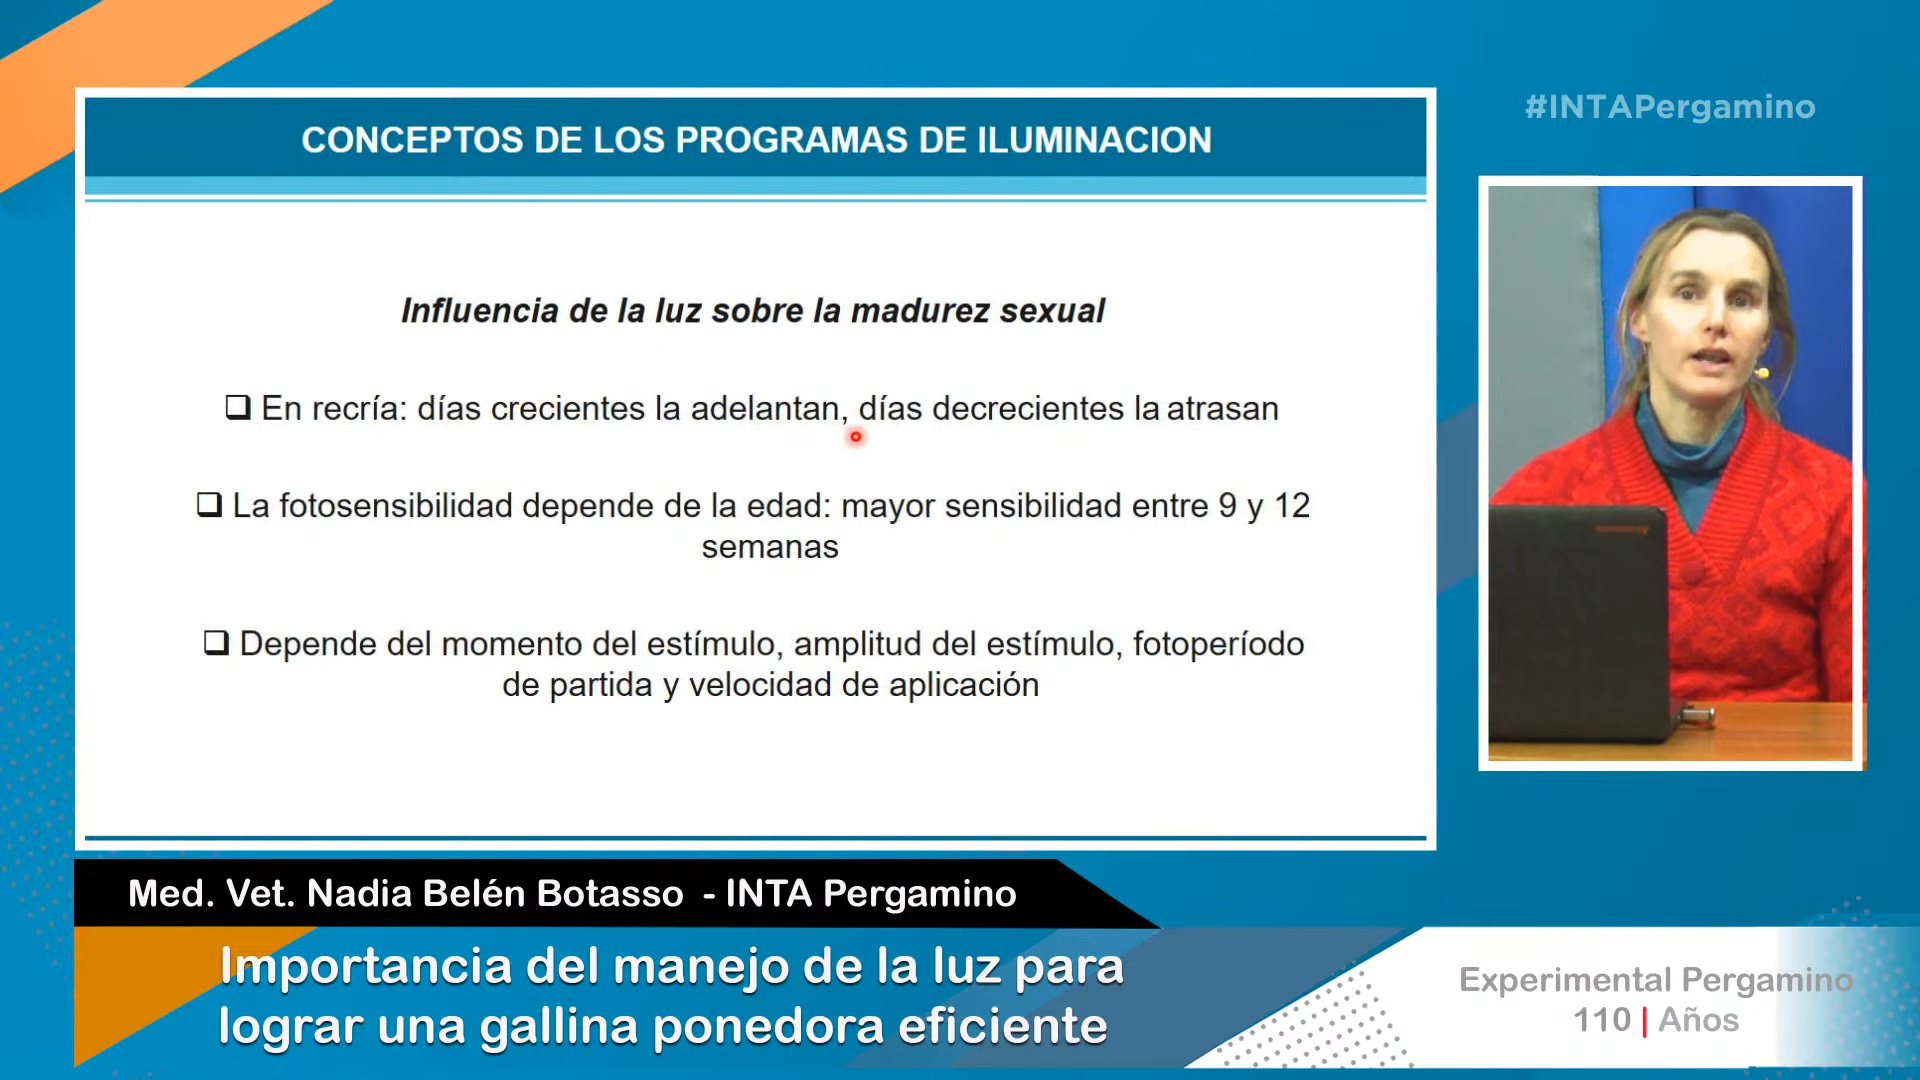 #INTAPergamino
CONCEPTOS DE LOS PROGRAMAS DE ILUMINACION
Influencia de la luz sobre la madurez sexual
❑ En recría: días crecientes la adelantan, días decrecientes la atrasan
❑ La fotosensibilidad depende de la edad: mayor sensibilidad entre 9 y 12
semanas
❑ Depende del momento del estímulo, amplitud del estímulo, fotoperíodo
de partida y velocidad de aplicación
Med. Vet. Nadia Belén Botasso - INTA Pergamino
Importancia del manejo de la luz para
lograr una gallina ponedora eficiente
Experimental Pergamino
110 | Años